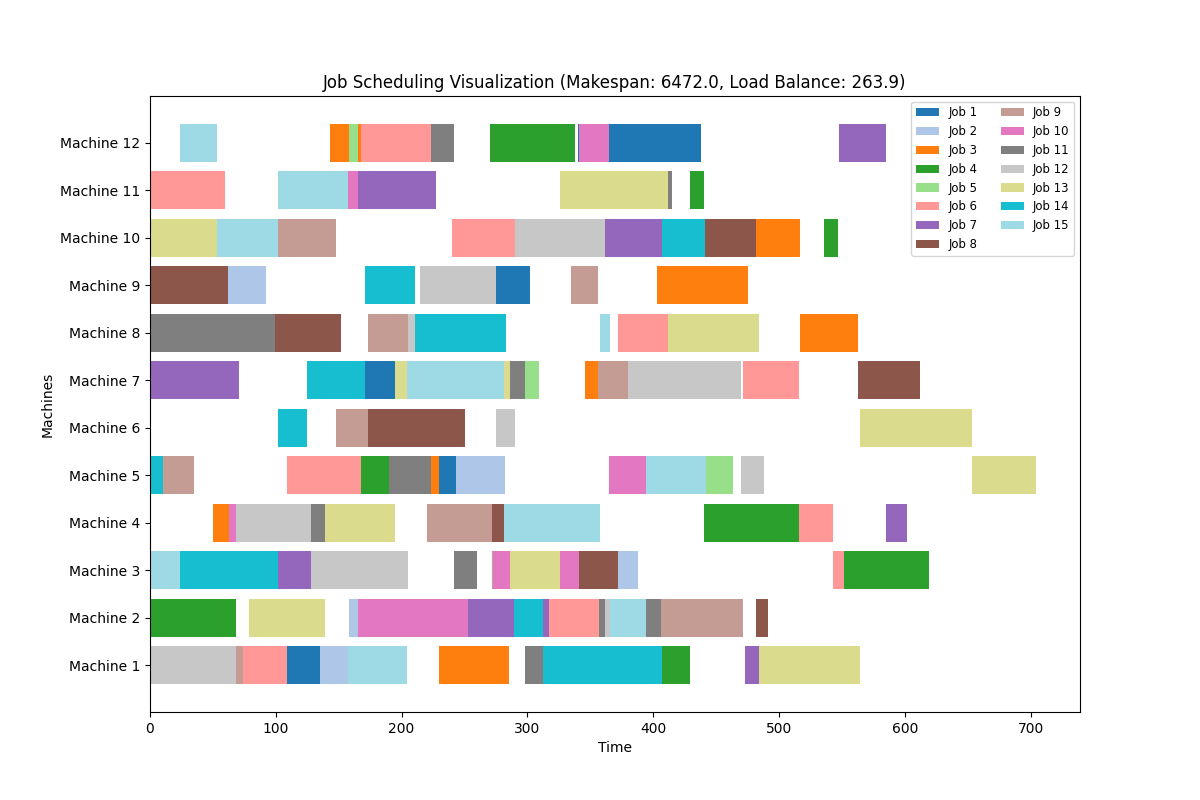 Job Scheduling Visualization (Makespan: 6472.0, Load Balance: 263.9)
Machine 12
Machine 11
Machine 10
Machine 9
Machine 8
Machine 7
Machine 6
Machine 5
Machine 4
Machine 3
Machine 2
Machine 1
Machines
0 100 200 300 400 500 600 700
Time
Job 1
Job 2
Job 3
Job 4
Job 5
Job 6
Job 7
Job 8
Job 9
Job 10
Job 11
Job 12
Job 13
Job 14
Job 15